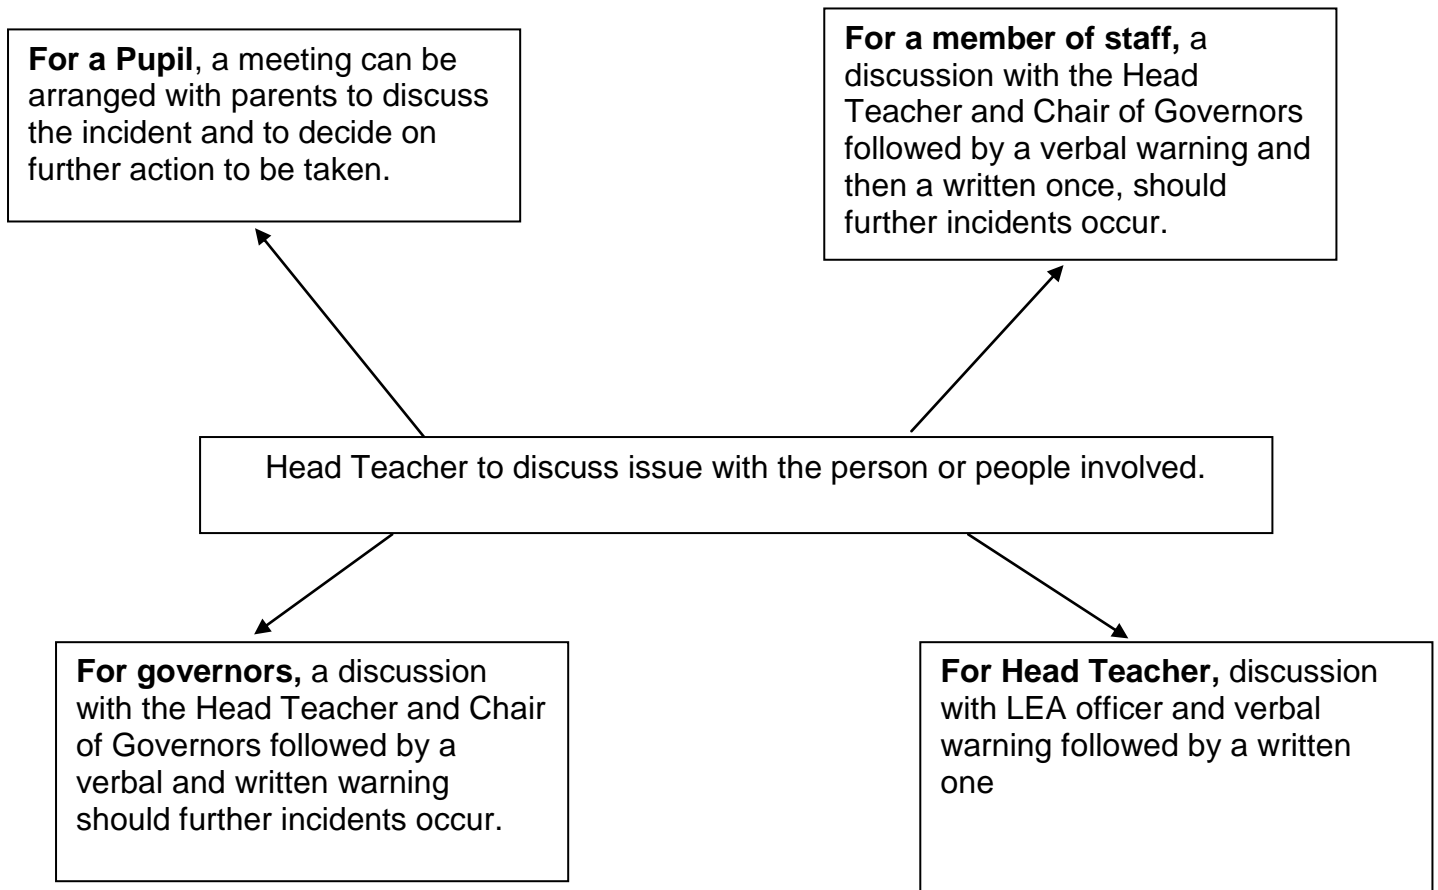 For a Pupil, a meeting can be
arranged with parents to discuss
the incident and to decide on
further action to be taken.
For a member of staff, a
discussion with the Head
Teacher and Chair of Governors
followed by a verbal warning and
then a written once, should
further incidents occur.
Head Teacher to discuss issue with the person or people involved.
For governors, a discussion
with the Head Teacher and Chair
of Governors followed by a
verbal and written warning
should further incidents occur.
For Head Teacher, discussion
with LEA officer and verbal
warning followed by a written
one